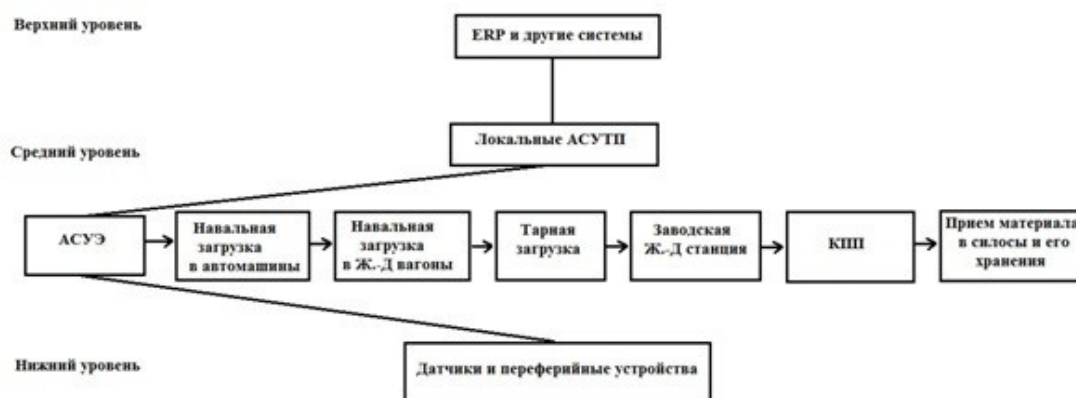 Верхний уровень
ERP и другие системы
Локальные АСУТП
Средний уровень
АСУЭ
Навальная
загрузка
в автомашины
Навальная
загрузка
в Ж.-Д вагоны
Тарная
загрузка
Заводская
Ж.-Д станция
КПП
Прием материала
в силосы и его
хранения
Нижний уровень
Датчики и переферийные устройства